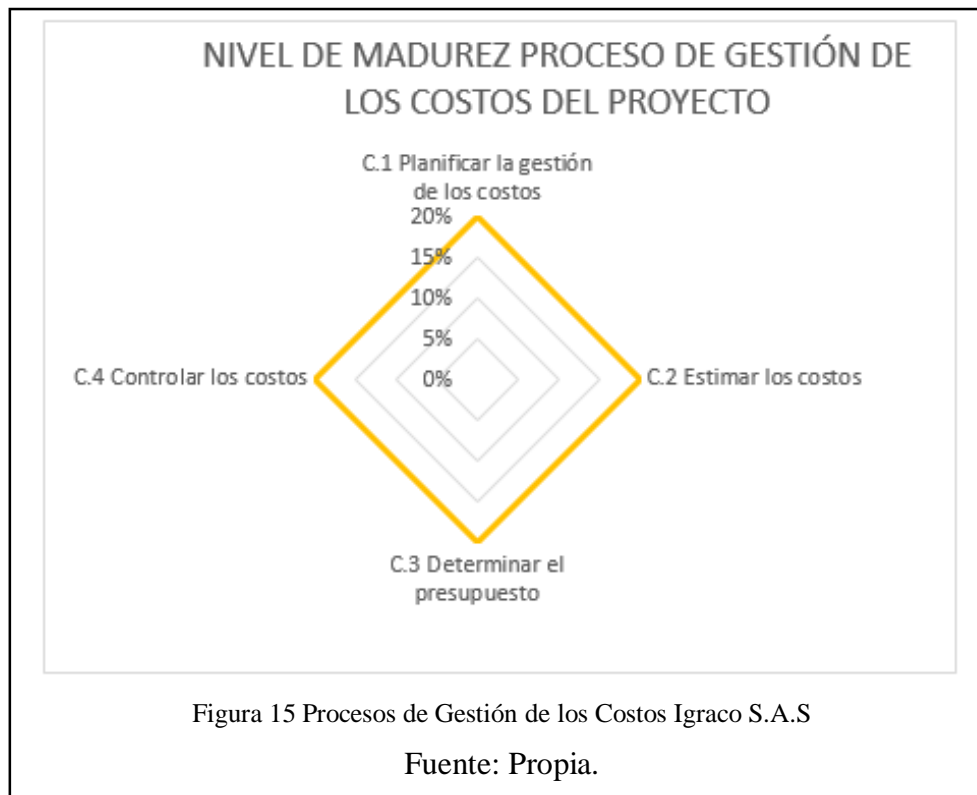 NIVEL DE MADUREZ PROCESO DE GESTIÓN DE
LOS COSTOS DEL PROYECTO
C.1 Planificar la gestión
de los costos
20%
15%
10%
5%
C.4 Controlar los costos
0%
C.2 Estimar los costos
C.3 Determinar el
presupuesto
Figura 15 Procesos de Gestión de los Costos Igraco S.A.S
Fuente: Propia.